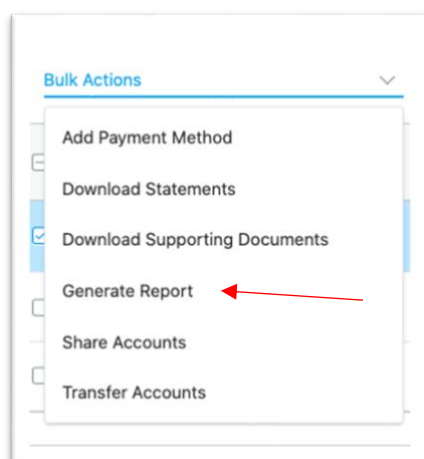 Bulk Actions
Add Payment Method
Download Statements
Download Supporting Documents
Generate Report
Share Accounts
Transfer Accounts